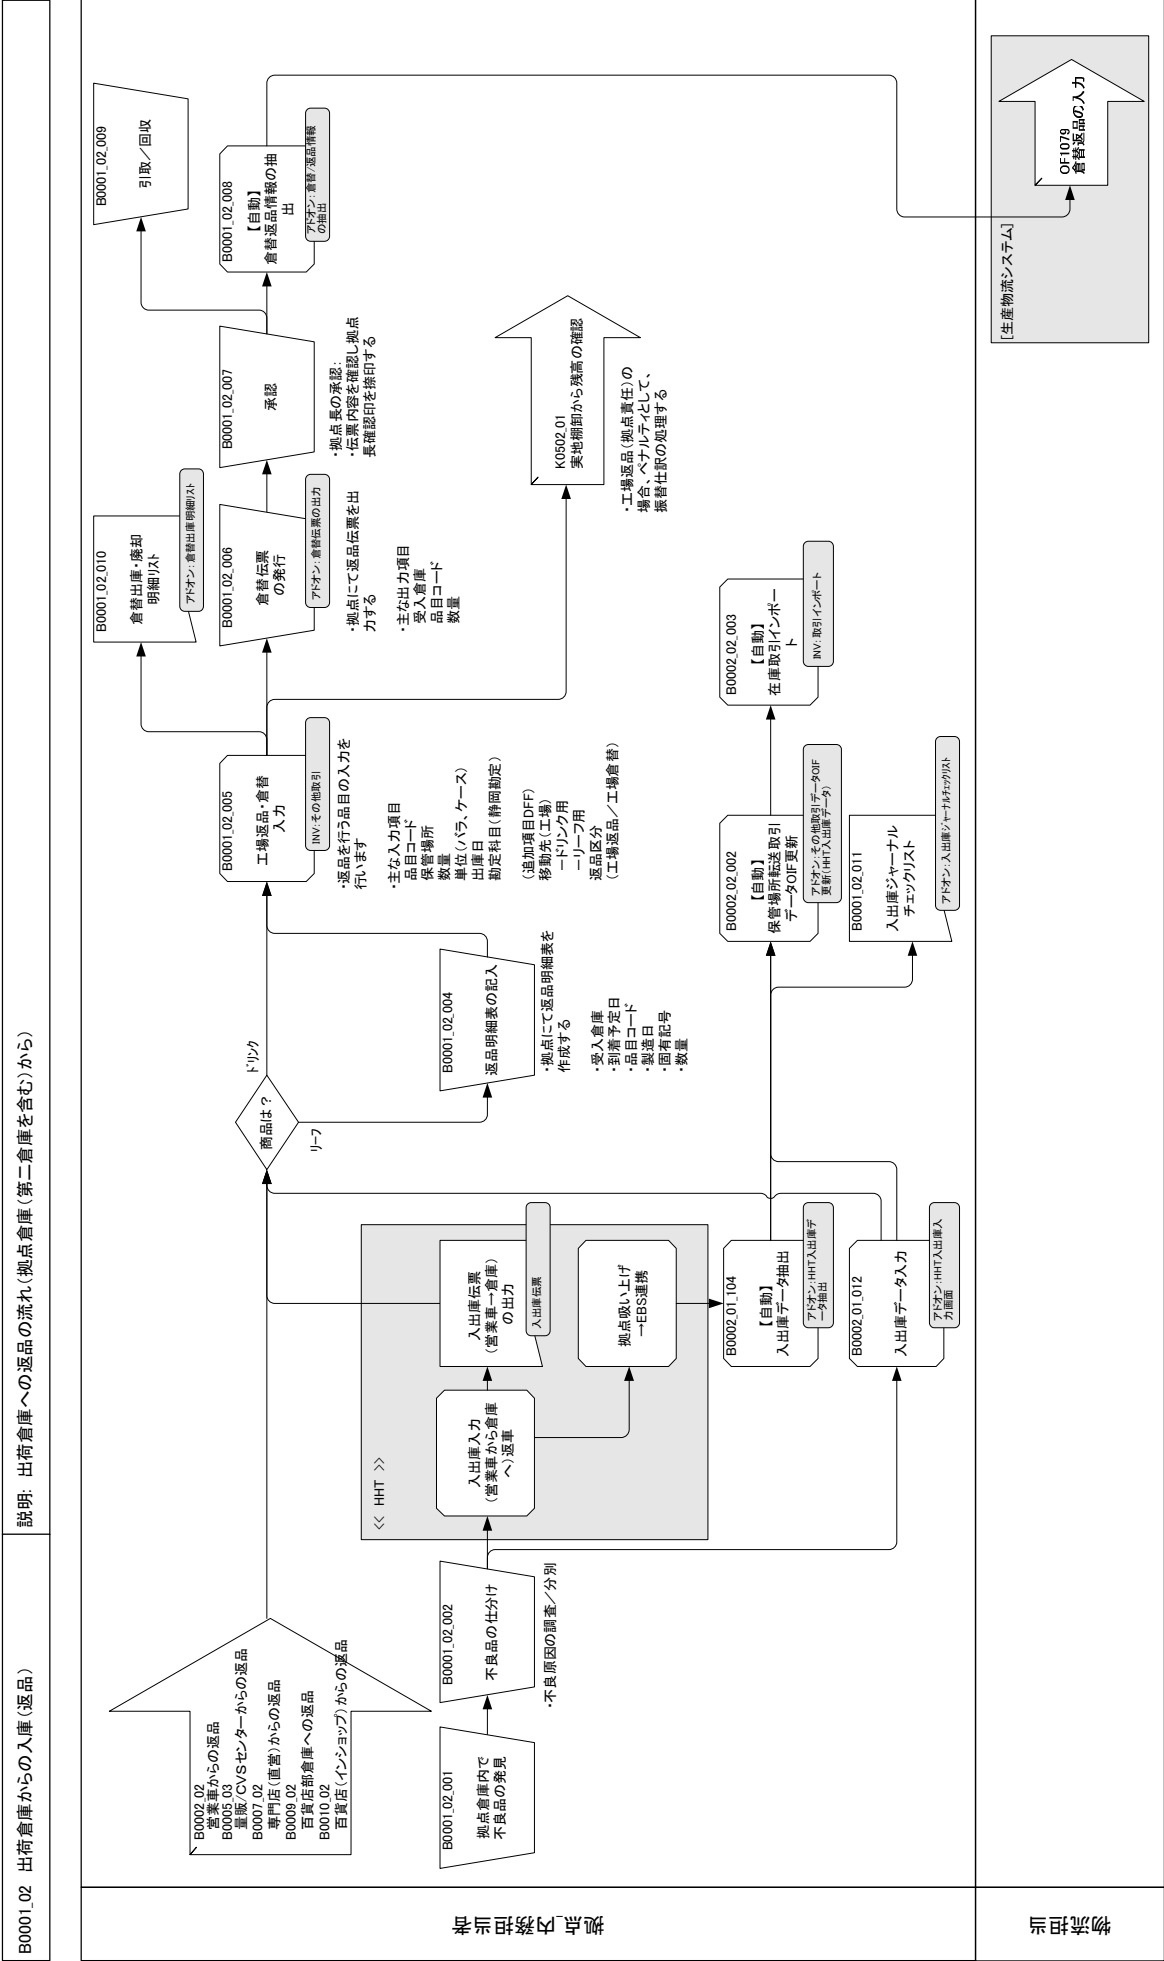 B0001_02 出荷倉庫からの入庫(返品)
説明: 出荷倉庫への返品の流れ(拠点倉庫(第二倉庫を含む)から)
拠点_内務担当者
物流担当
B0002_02
営業車からの返品
B0005_03
量販/CVSセンターからの返品
B0007_02
専門店(直営)からの返品
B0009_02
百貨店部倉庫への返品
B0010_02
百貨店(インショップ)からの返品
B0001_02_001
拠点倉庫内で
不良品の発見
B0001_02_002
不良品の仕分け
・不良原因の調査/分別
<< HHT >>
入出庫入力
(営業車から倉庫
へ)返車
入出庫伝票
(営業車→倉庫)
の出力
入出庫伝票
拠点吸い上げ
→EBS連携
B0002_01_104
【自動】
入出庫データ抽出
アドオン:HHT入出庫デ
ータ抽出
B0002_01_012
入出庫データ入力
アドオン:HHT入出庫入
力画面
商品は?
ドリンク
リーフ
B0001_02_004
返品明細表の記入
・拠点にて返品明細表を
作成する
・受入倉庫
・到着予定日
・品目コード
・製造日
・固有記号
・数量
B0001_02_005
工場返品・倉替
入力
INV:その他取引
・返品を行う品目の入力を
行います
・主な入力項目
品目コード
保管場所
数量
単位(バラ、ケース)
出庫日
勘定科目(静岡勘定)
(追加項目DFF)
移動先(工場)
ードリンク用
ーリーフ用
返品区分
(工場返品/工場倉替)
B0002_02_002
【自動】
保管場所転送取引
データOIF更新
アドオン:その他取引データOIF
更新(HHT入出庫データ)
B0001_02_011
入出庫ジャーナル
チェックリスト
アドオン:入出庫ジャーナルチェックリスト
B0002_02_003
【自動】
在庫取引インポー
ト
INV:取引インポート
B0001_02_010
倉替出庫・廃却
明細リスト
アドオン:倉替出庫明細リスト
B0001_02_006
倉替伝票
の発行
アドオン:倉替伝票の出力
・拠点にて返品伝票を出
力する
・主な出力項目
受入倉庫
品目コード
数量
B0001_02_007
承認
・拠点長の承認:
・伝票内容を確認し拠点
長確認印を捺印する
K0502_01
実地棚卸から残高の確認
・工場返品(拠点責任)の
場合、ペナルティとして、
振替仕訳の処理する
B0001_02_009
引取/回収
B0001_02_008
【自動】
倉替返品情報の抽
出
アドオン:倉替/返品情報
の抽出
[生産物流システム]
OF1079
倉替返品の入力